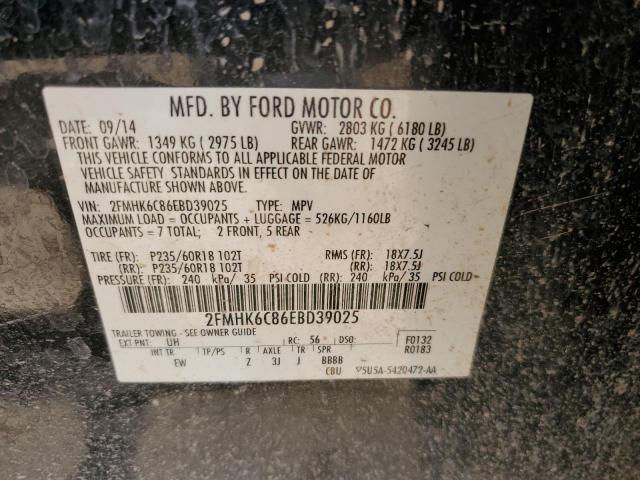 MFD. BY FORD MOTOR CO.
DATE: 09/14 GVWR: 2803 KG ( 6180 LB)
FRONT GAWR: 1349 KG ( 2975 LB) REAR GAWR: 1472 KG ( 3245 LB)
THIS VEHICLE CONFORMS TO ALL APPLICABLE FEDERAL MOTOR
VEHICLE SAFETY STANDARDS IN EFFECT ON THE DATE OF
MANUFACTURE SHOWN ABOVE.
VIN: 2FMHK6C86EBD39025 TYPE: MPV
MAXIMUM LOAD = OCCUPANTS + LUGGAGE = 526KG/1160LB
OCCUPANTS = 7 TOTAL; 2 FRONT, 5 REAR
TIRE (FR): P235/60R18 102T RIMS (FR): 18X7.5J
(RR): P235/60R18 102T (RR): 18X7.5J
PRESSURE (FR): 240 kPa/ 35 PSI COLD (RR): 240 kPa/ 35 PSI COLD
2FMHK6C86EBD39025
TRAILER TOWING - SEE OWNER GUIDE
EXT PNT: UH RC: 56 DSO: F0132
R0183
INT TR TP/PS R AXLE TR SPR
EW Z 3J J BBBB
CBU 5U5A-5420472-AA